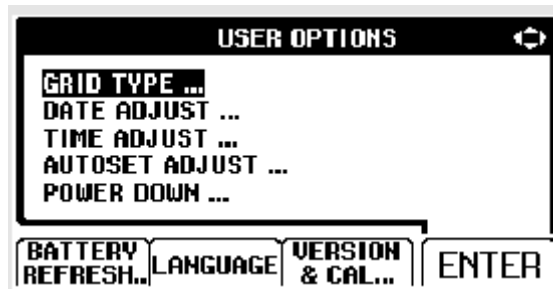 USER OPTIONS
GRID TYPE ...
DATE ADJUST ...
TIME ADJUST ...
AUTOSET ADJUST ...
POWER DOWN ...
BATTERY REFRESH..
LANGUAGE
VERSION & CAL...
ENTER